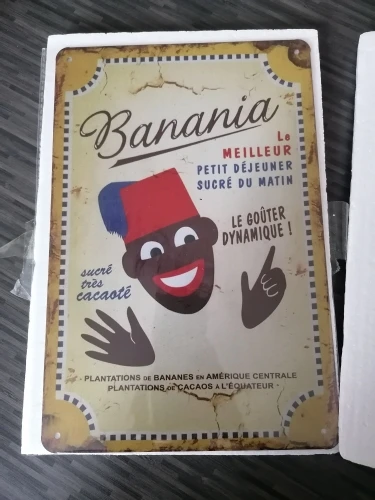 Banania
Le
MEILLEUR
PETIT DÉJEUNER
SUCRÉ DU MATIN
LE GOÛTER
DYNAMIQUE !
sucré
très
cacaoté
· PLANTATIONS DE BANANES EN AMÉRIQUE CENTRALE
PLANTATIONS DE CACAOS À L'ÉQUATEUR ·